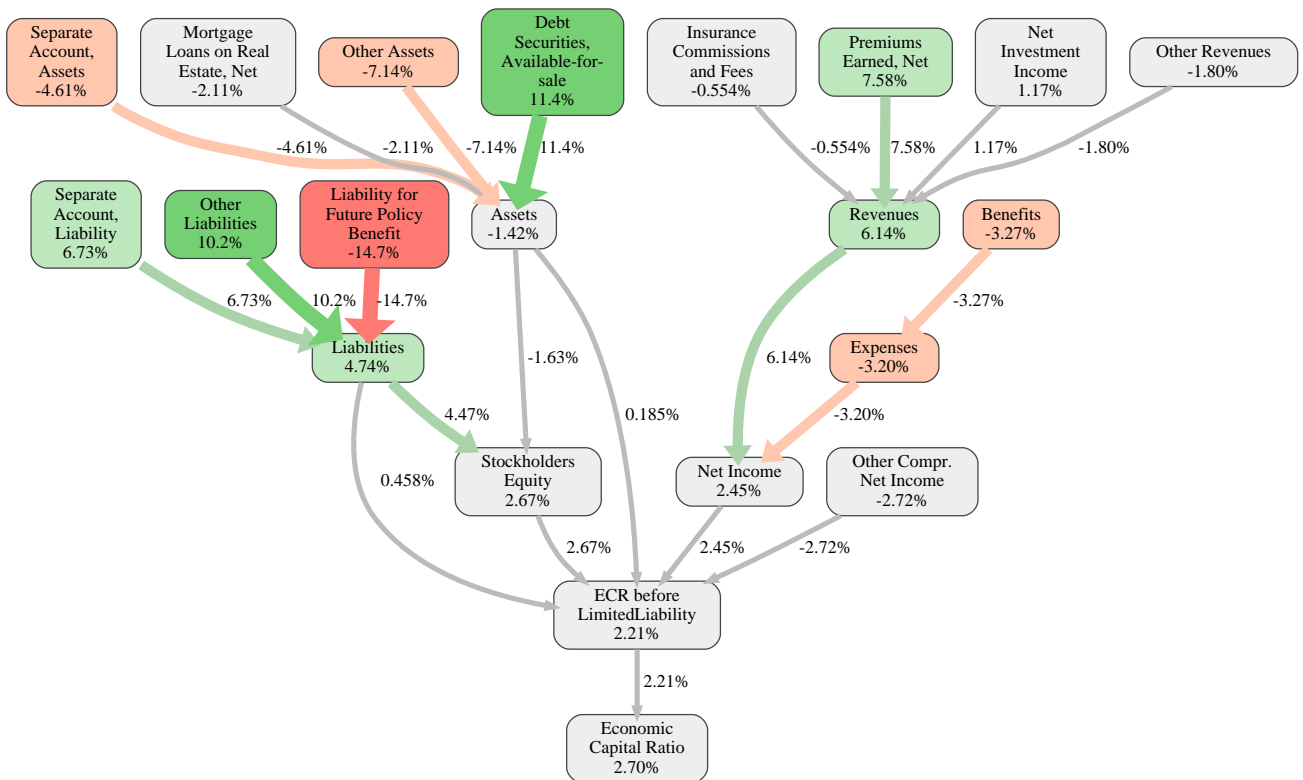 Separate
Account,
Assets
-4.61%
Mortgage
Loans on Real
Estate, Net
-2.11%
Other Assets
-7.14%
Debt
Securities,
Available-for-
sale
11.4%
Insurance
Commissions
and Fees
-0.554%
Premiums
Earned, Net
7.58%
Net
Investment
Income
1.17%
Other Revenues
-1.80%
-4.61%
-2.11%
-7.14%
11.4%
-0.554%
7.58%
1.17%
-1.80%
Separate
Account,
Liability
6.73%
Other
Liabilities
10.2%
Liability for
Future Policy
Benefit
-14.7%
Assets
-1.42%
Revenues
6.14%
Benefits
-3.27%
6.73%
10.2%
-14.7%
-3.27%
Liabilities
4.74%
-1.63%
6.14%
Expenses
-3.20%
4.47%
0.185%
-3.20%
0.458%
Stockholders
Equity
2.67%
Net Income
2.45%
Other Compr.
Net Income
-2.72%
2.67%
2.45%
-2.72%
ECR before
LimitedLiability
2.21%
2.21%
Economic
Capital Ratio
2.70%